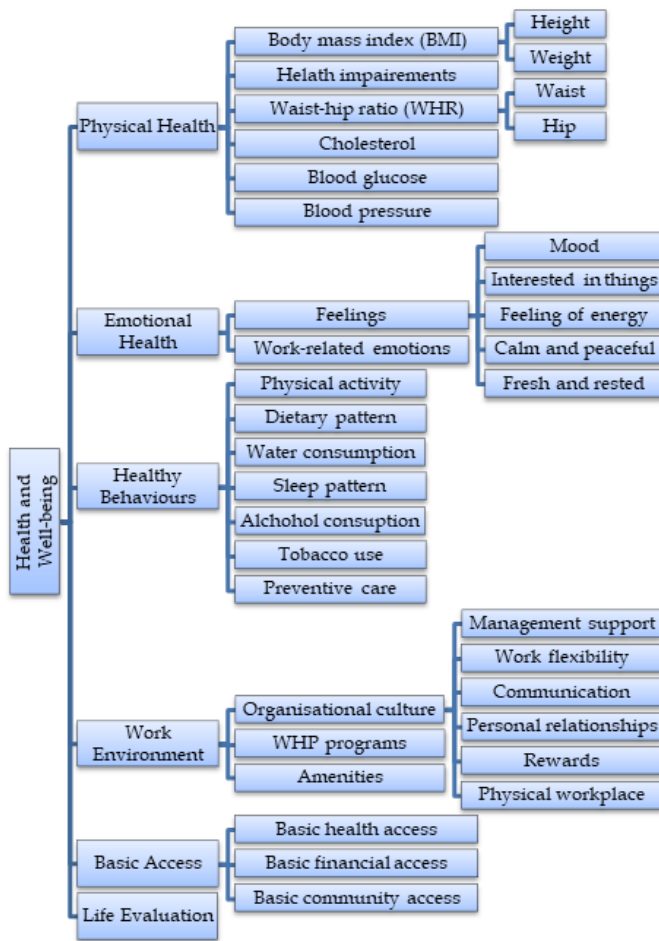 Health and
Well-being
Physical Health
Body mass index (BMI)
Height
Weight
Helath impairements
Waist-hip ratio (WHR)
Waist
Hip
Cholesterol
Blood glucose
Blood pressure
Emotional
Health
Feelings
Mood
Interested in things
Feeling of energy
Calm and peaceful
Fresh and rested
Work-related emotions
Healthy
Behaviours
Physical activity
Dietary pattern
Water consumption
Sleep pattern
Alchohol consuption
Tobacco use
Preventive care
Work
Environment
Organisational culture
Management support
Work flexibility
Communication
Personal relationships
Rewards
Physical workplace
WHP programs
Amenities
Basic Access
Basic health access
Basic financial access
Basic community access
Life Evaluation